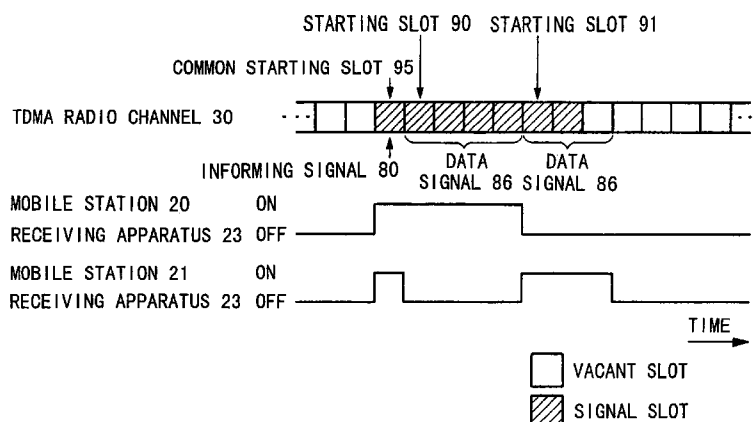 STARTING SLOT 90 STARTING SLOT 91
COMMON STARTING SLOT 95
TDMA RADIO CHANNEL 30
INFORMING SIGNAL 80
DATA SIGNAL 86
DATA SIGNAL 86
MOBILE STATION 20 ON
RECEIVING APPARATUS 23 OFF
MOBILE STATION 21 ON
RECEIVING APPARATUS 23 OFF
TIME
VACANT SLOT
SIGNAL SLOT